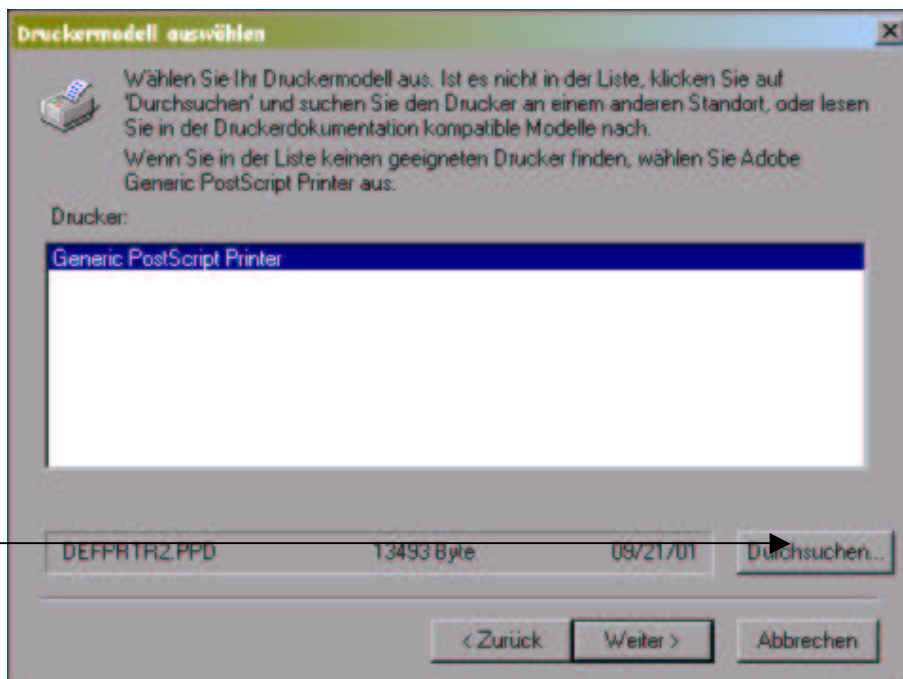 Druckermodell auswählen
Wählen Sie Ihr Druckermodell aus. Ist es nicht in der Liste, klicken Sie auf
'Durchsuchen' und suchen Sie den Drucker an einem anderen Standort, oder lesen
Sie in der Druckerdokumentation kompatible Modelle nach.
Wenn Sie in der Liste keinen geeigneten Drucker finden, wählen Sie Adobe
Generic PostScript Printer aus.
Drucker:
Generic PostScript Printer
DEFPRTR2.PPD 13493 Byte 09/21/01 Durchsuchen...
< Zurück Weiter > Abbrechen